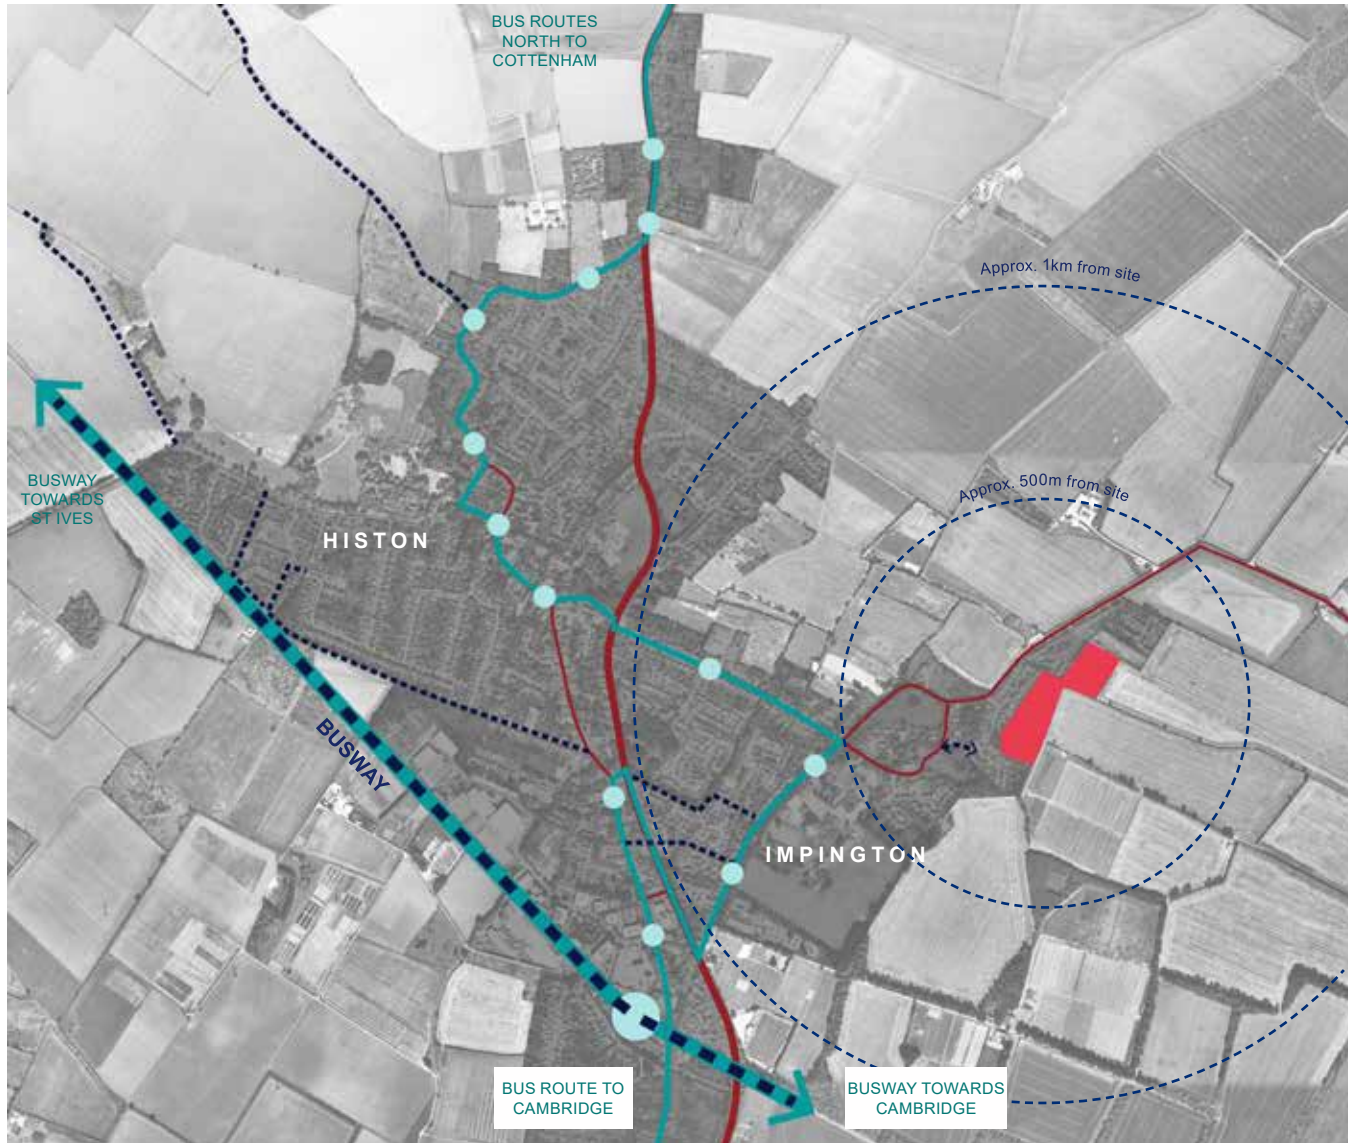 BUS ROUTES
NORTH TO
COTTENHAM
Approx. 1km from site
Approx. 500m from site
BUSWAY
TOWARDS
ST IVES
HISTON
BUSWAY
IMPINGTON
BUS ROUTE TO
CAMBRIDGE
BUSWAY TOWARDS
CAMBRIDGE